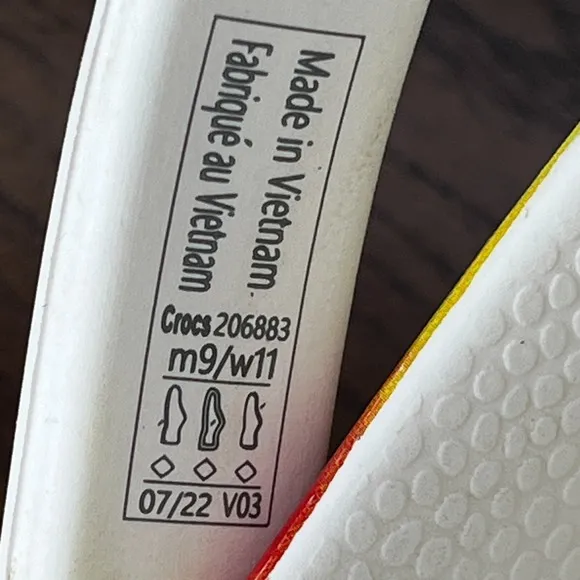 Made in Vietnam
Fabriqué au Vietnam
Crocs 206883
m9/w11
07/22 V03